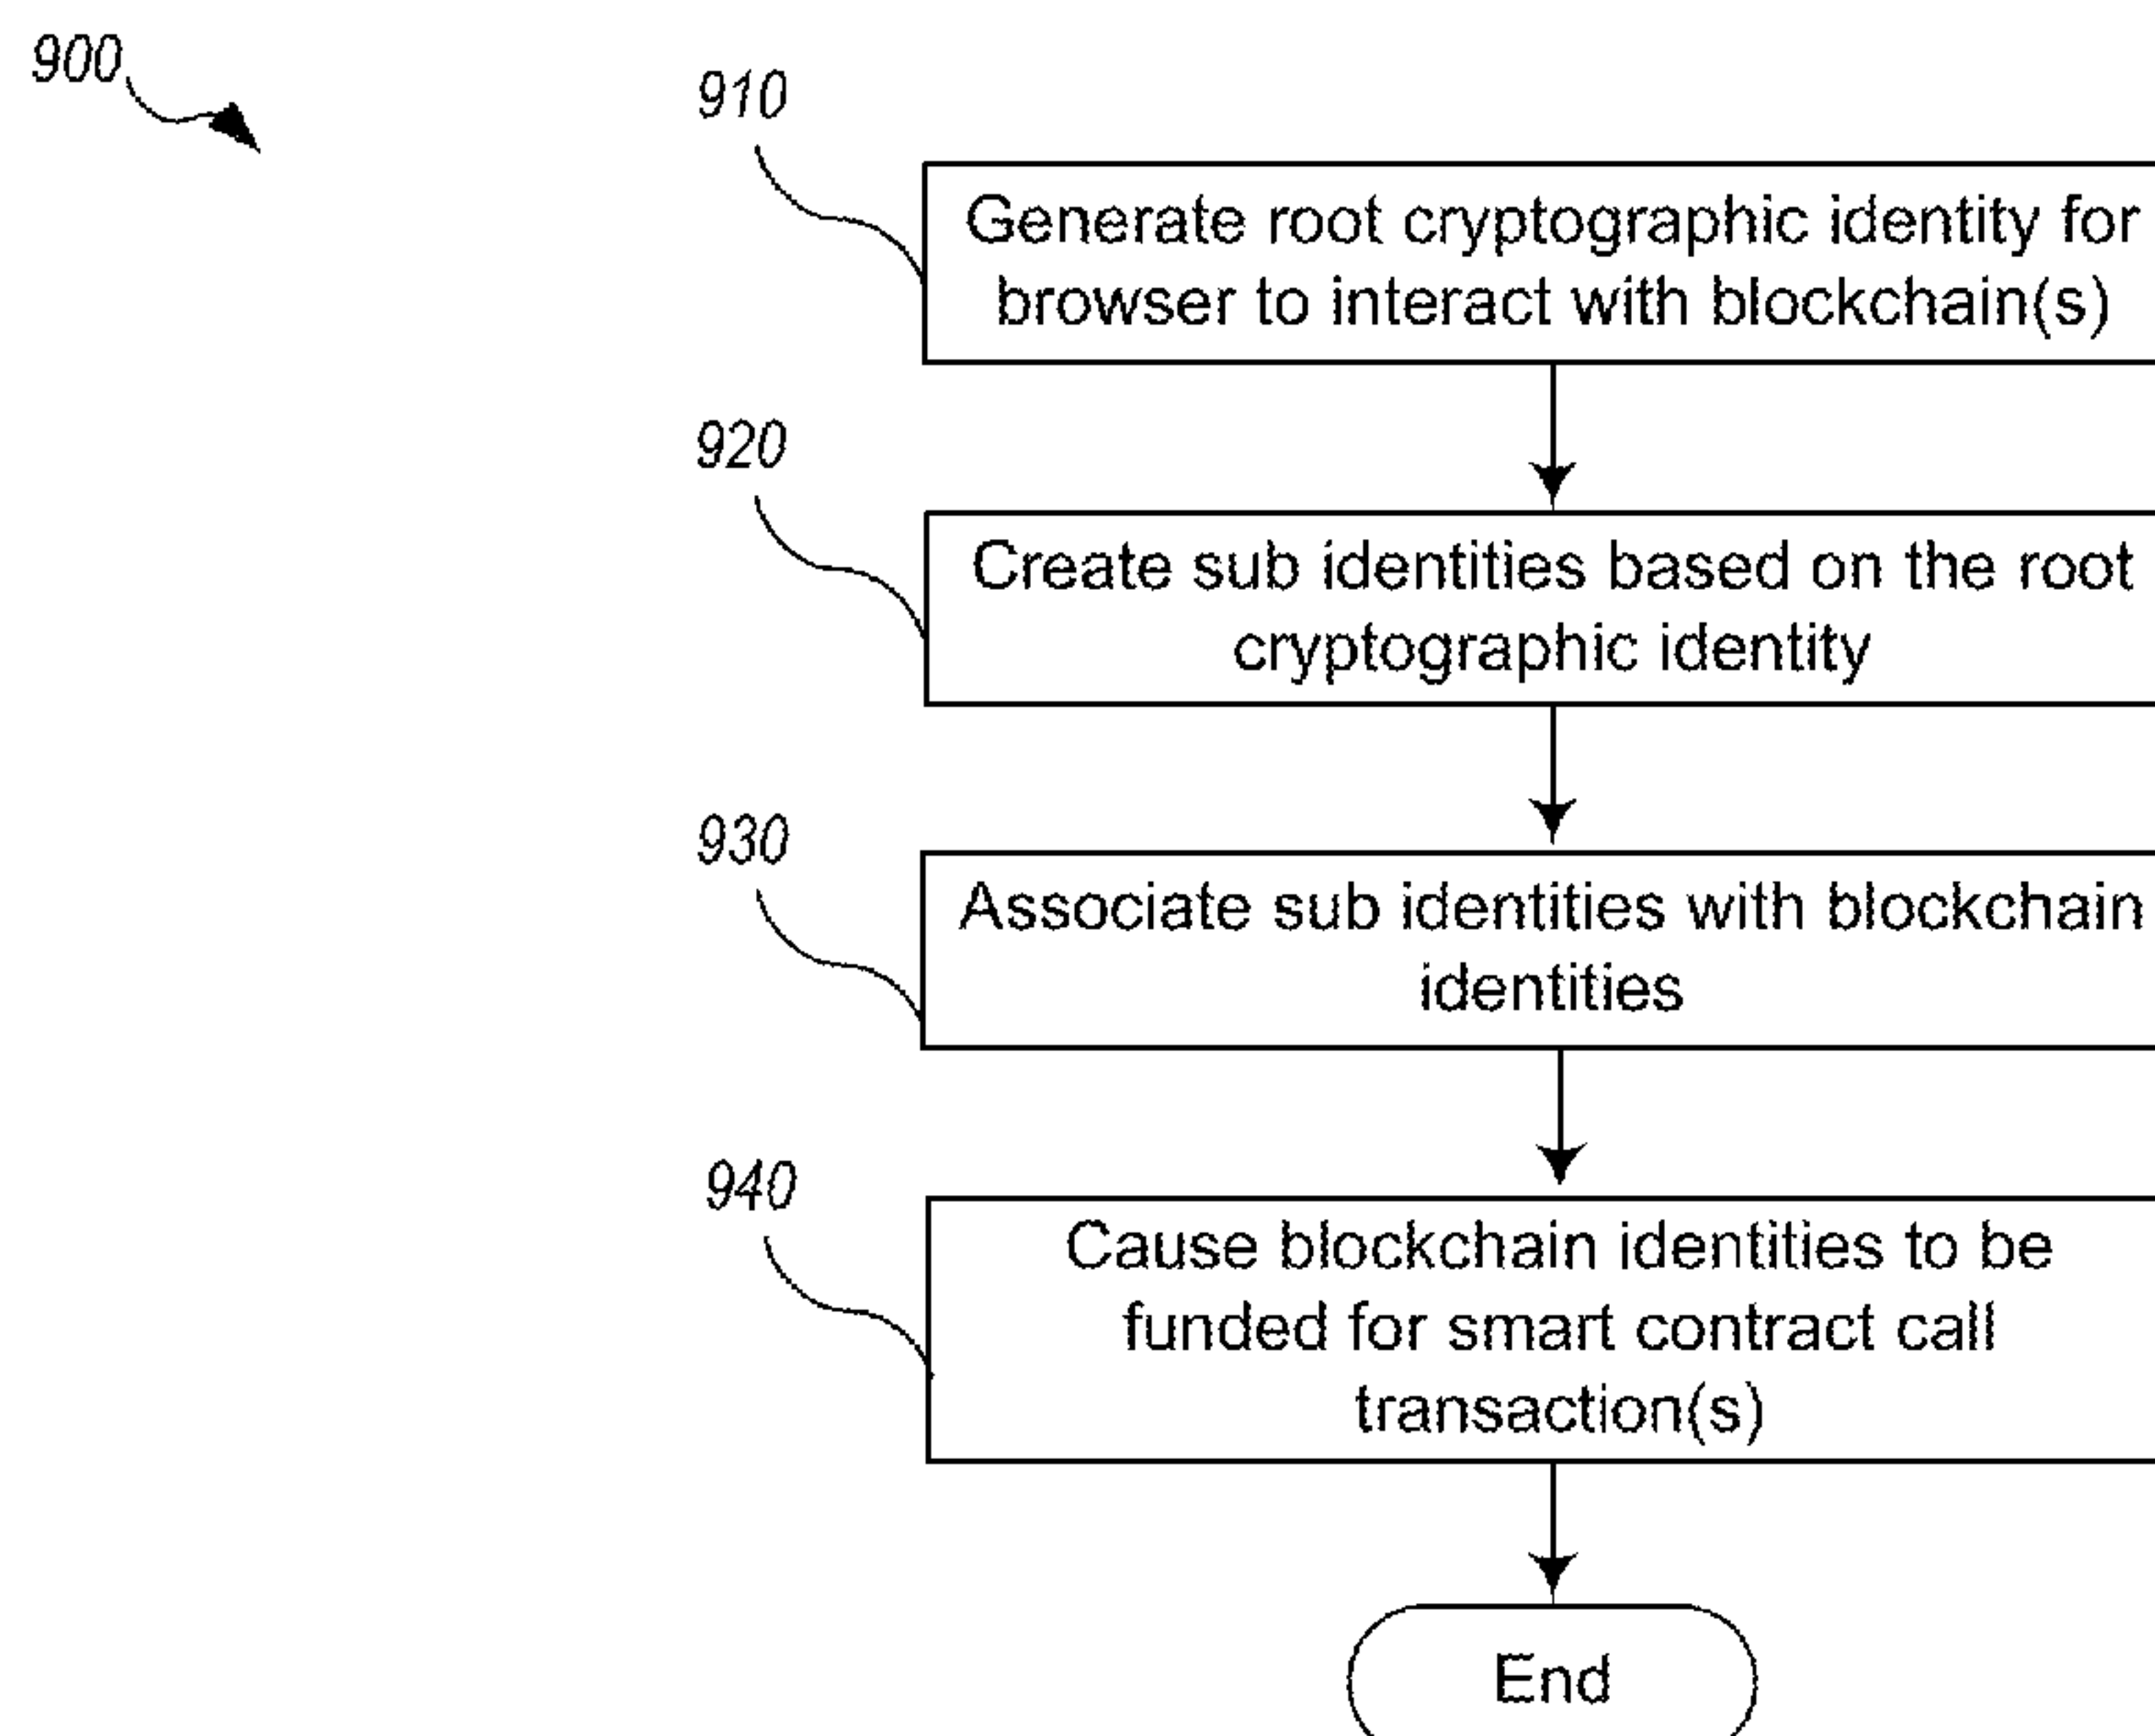 900
910
Generate root cryptographic identity for
browser to interact with blockchain(s)
920
Create sub identities based on the root
cryptographic identity
930
Associate sub identities with blockchain
identities
940
Cause blockchain identities to be
funded for smart contract call
transaction(s)
End